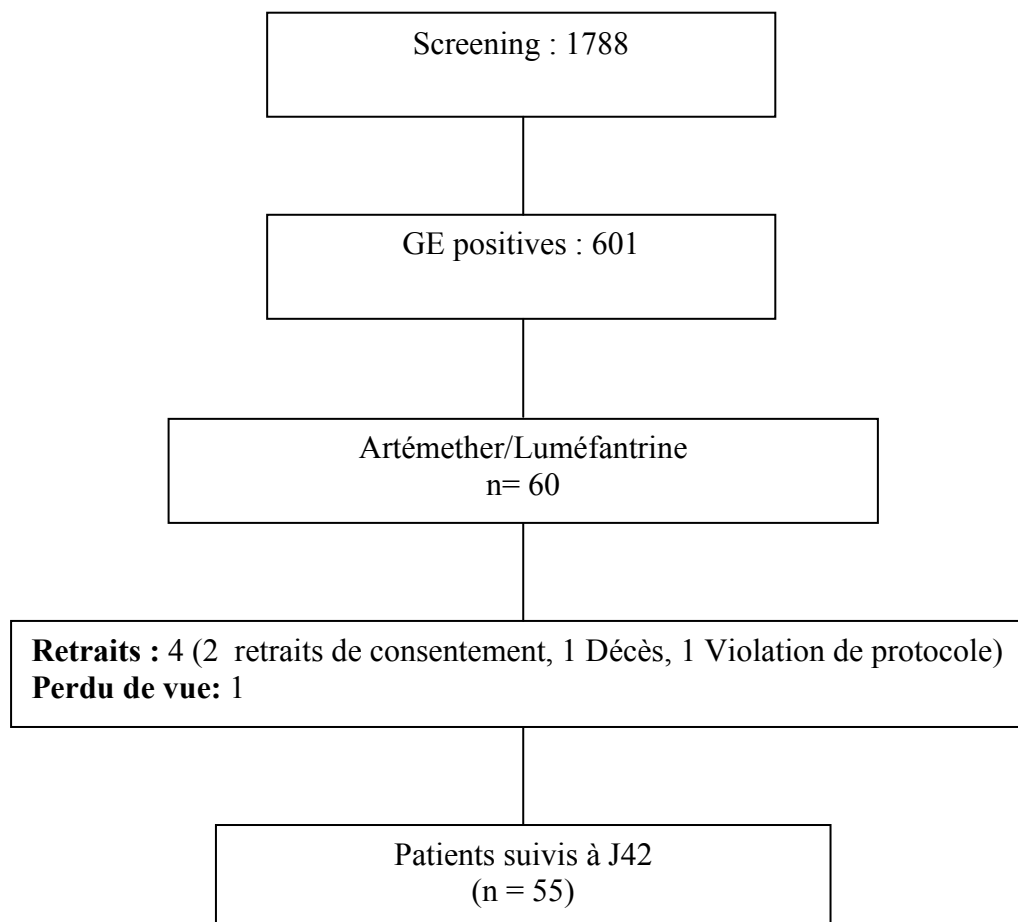 Screening : 1788
GE positives : 601
Artémether/Luméfantrine
n= 60
Retraits : 4 (2  retraits de consentement, 1 Décès, 1 Violation de protocole)
Perdu de vue: 1
Patients suivis à J42
(n = 55)